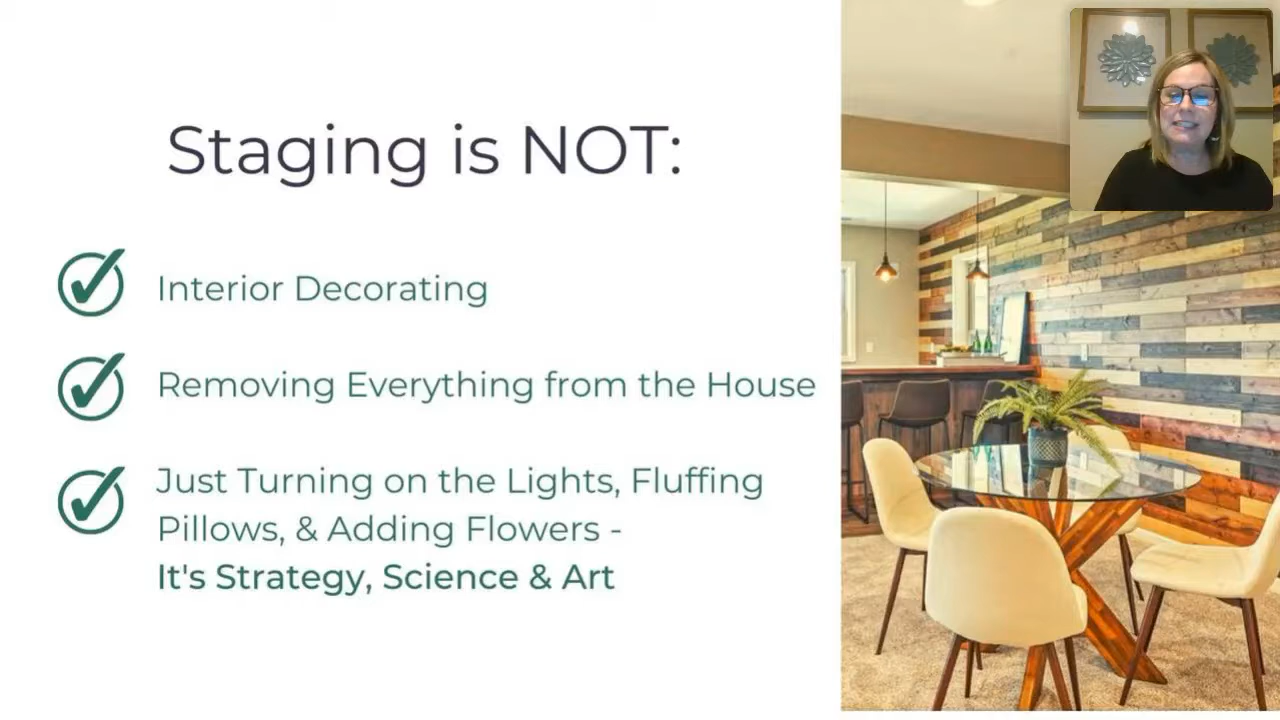 Staging is NOT:
Interior Decorating
Removing Everything from the House
Just Turning on the Lights, Fluffing
Pillows, & Adding Flowers -
It's Strategy, Science & Art